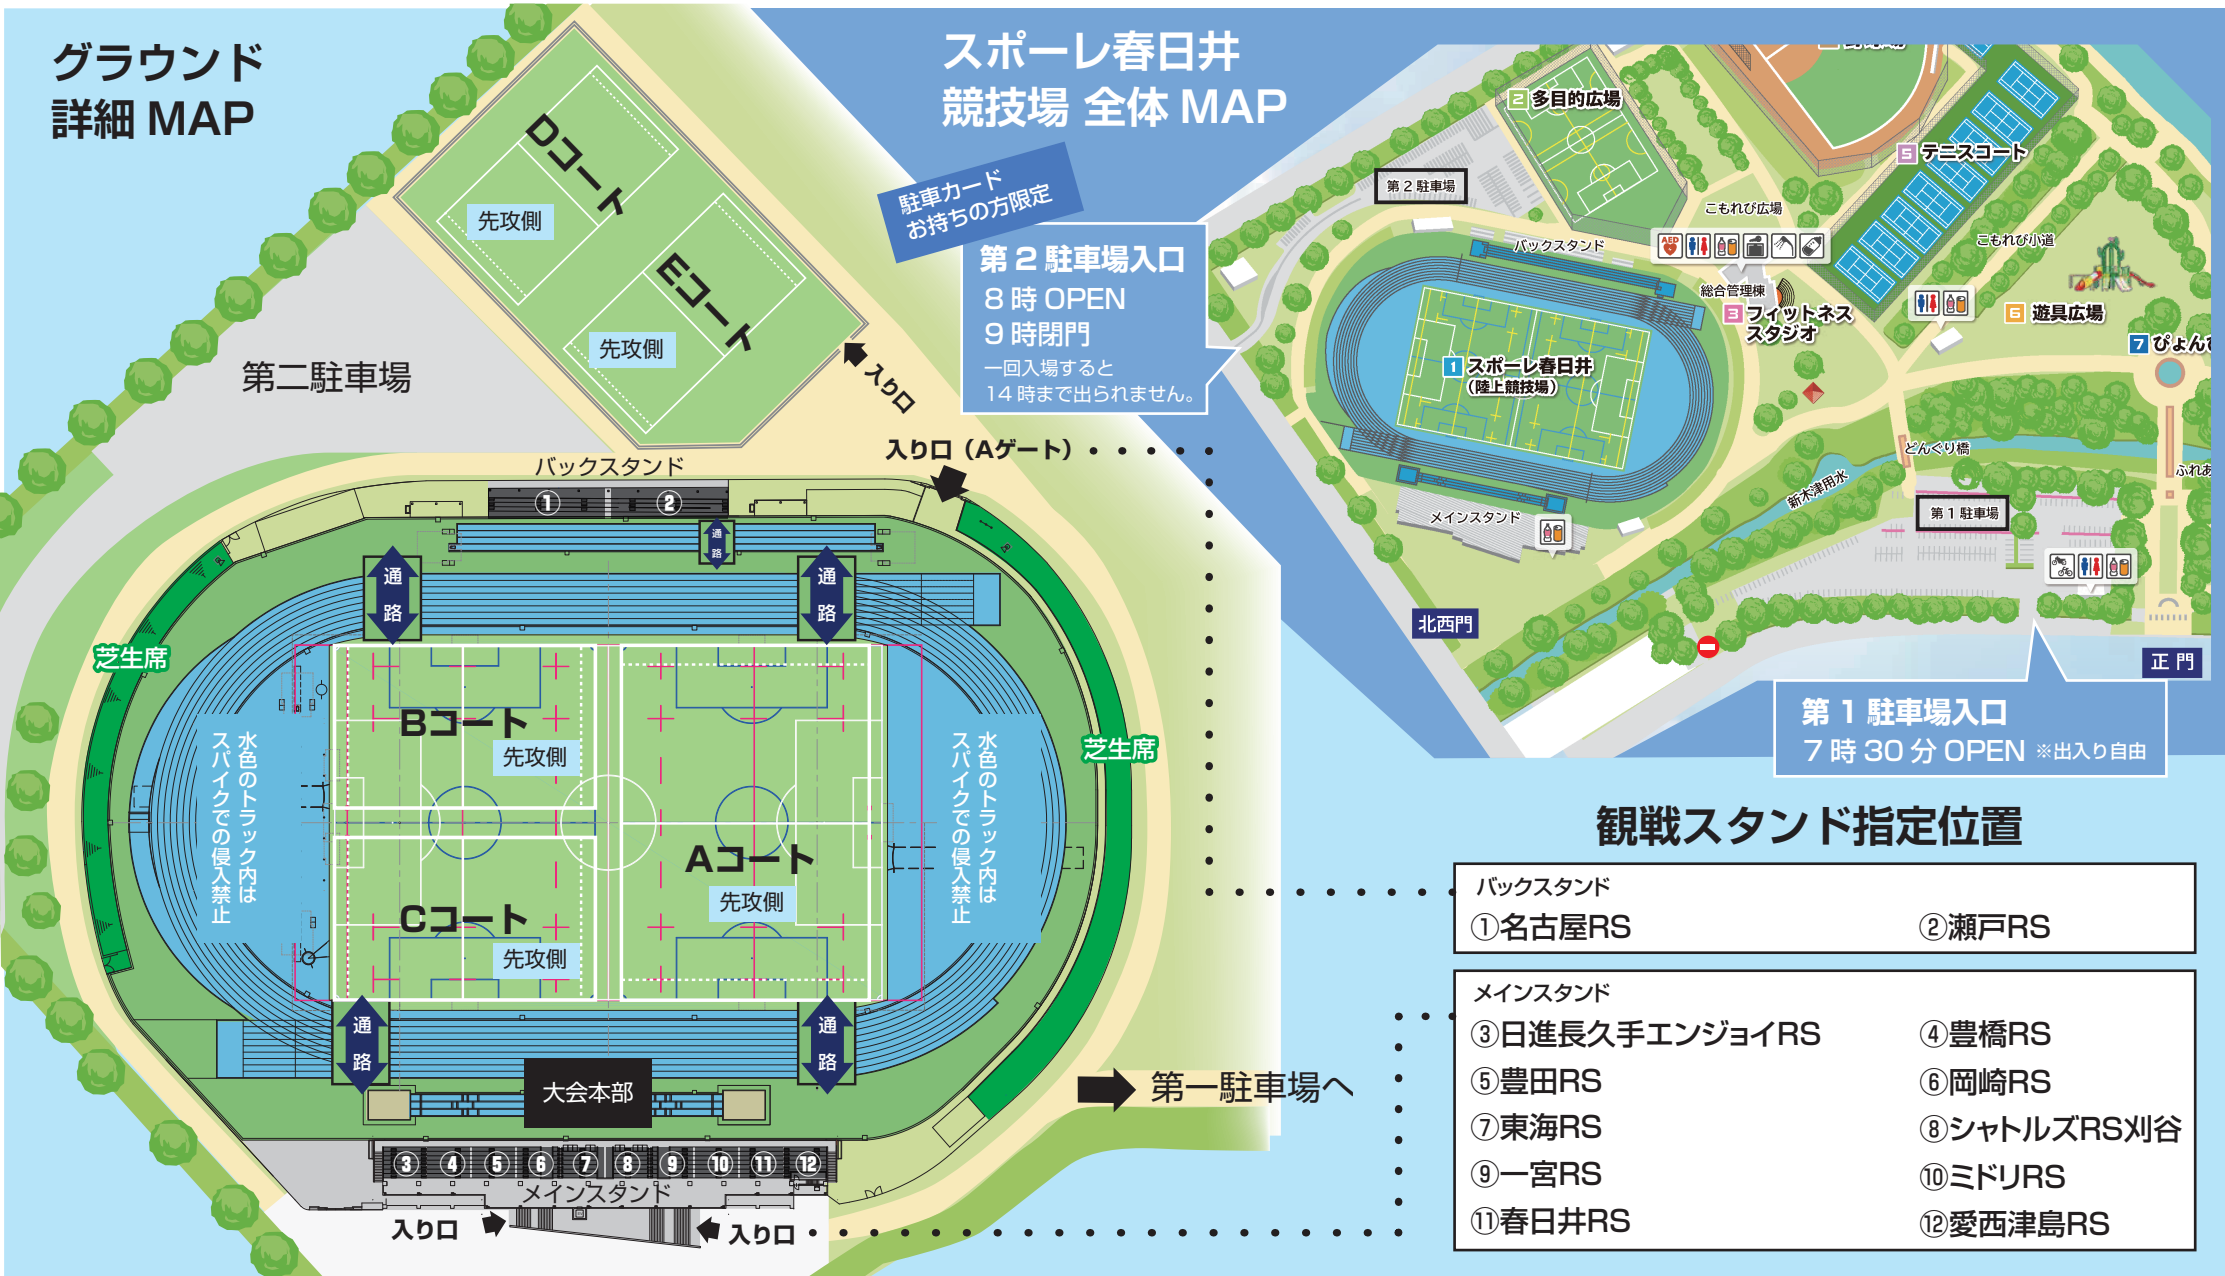 グラウンド
詳細 MAP
スポーレ春日井
競技場 全体 MAP
Dコート
先攻側
Eコート
先攻側
入り口
第二駐車場
駐車カード
お持ちの方限定
第 2 駐車場入口
8 時 OPEN
9 時閉門
一回入場すると
14 時まで出られません。
入り口（Aゲート）
バックスタンド
① ②
通路
通路
通路
芝生席
芝生席
水色のトラック内は
スパイクでの侵入禁止
水色のトラック内は
スパイクでの侵入禁止
Bコート
先攻側
Aコート
先攻側
Cコート
先攻側
通路
通路
大会本部
第一駐車場へ
③ ④ ⑤ ⑥ ⑦ ⑧ ⑨ ⑩ ⑪ ⑫
メインスタンド
入り口
入り口
2 多目的広場
5 テニスコート
第 2 駐車場
こもれび広場
バックスタンド
AED
こもれび小道
総合管理棟
3 フィットネス
スタジオ
6 遊具広場
7 ぴょん
1 スポーレ春日井
（陸上競技場）
どんぐり橋
ふれあ
新木津用水
第 1 駐車場
メインスタンド
北西門
正 門
第 1 駐車場入口
7 時 30 分 OPEN ※出入り自由
観戦スタンド指定位置
バックスタンド
①名古屋RS ②瀬戸RS
メインスタンド
③日進長久手エンジョイRS ④豊橋RS
⑤豊田RS ⑥岡崎RS
⑦東海RS ⑧シャトルズRS刈谷
⑨一宮RS ⑩ミドリRS
⑪春日井RS ⑫愛西津島RS